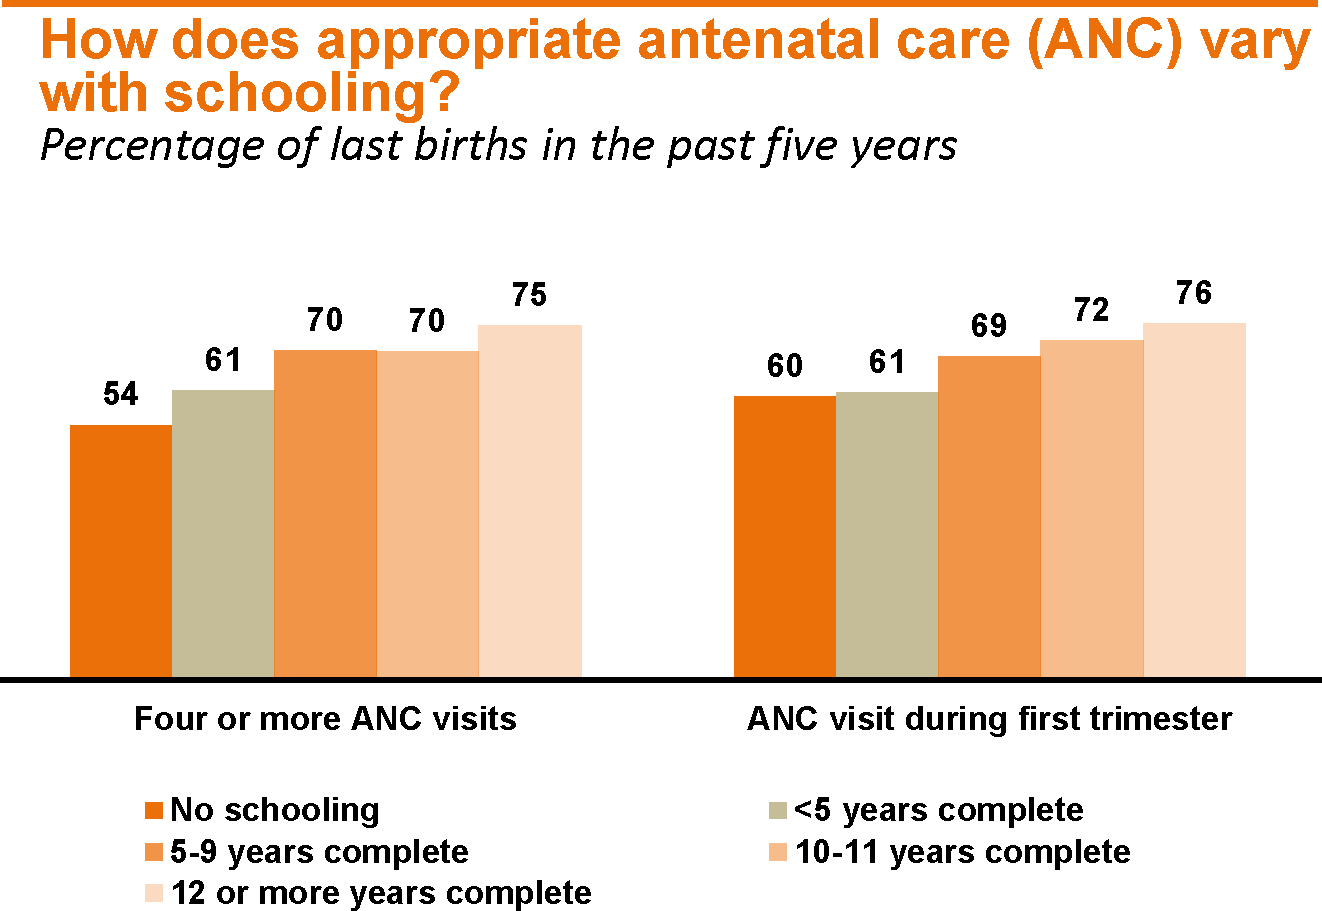 How does appropriate antenatal care (ANC) vary
with schooling?
Percentage of last births in the past five years
54
61
70
70
75
60
61
69
72
76
Four or more ANC visits
ANC visit during first trimester
No schooling
<5 years complete
5-9 years complete
10-11 years complete
12 or more years complete